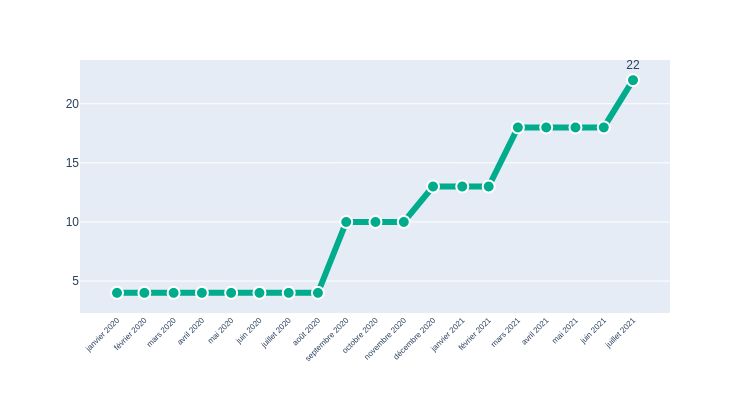 22
20
15
10
5
janvier 2020
février 2020
mars 2020
avril 2020
mai 2020
juin 2020
juillet 2020
août 2020
septembre 2020
octobre 2020
novembre 2020
décembre 2020
janvier 2021
février 2021
mars 2021
avril 2021
mai 2021
juin 2021
juillet 2021